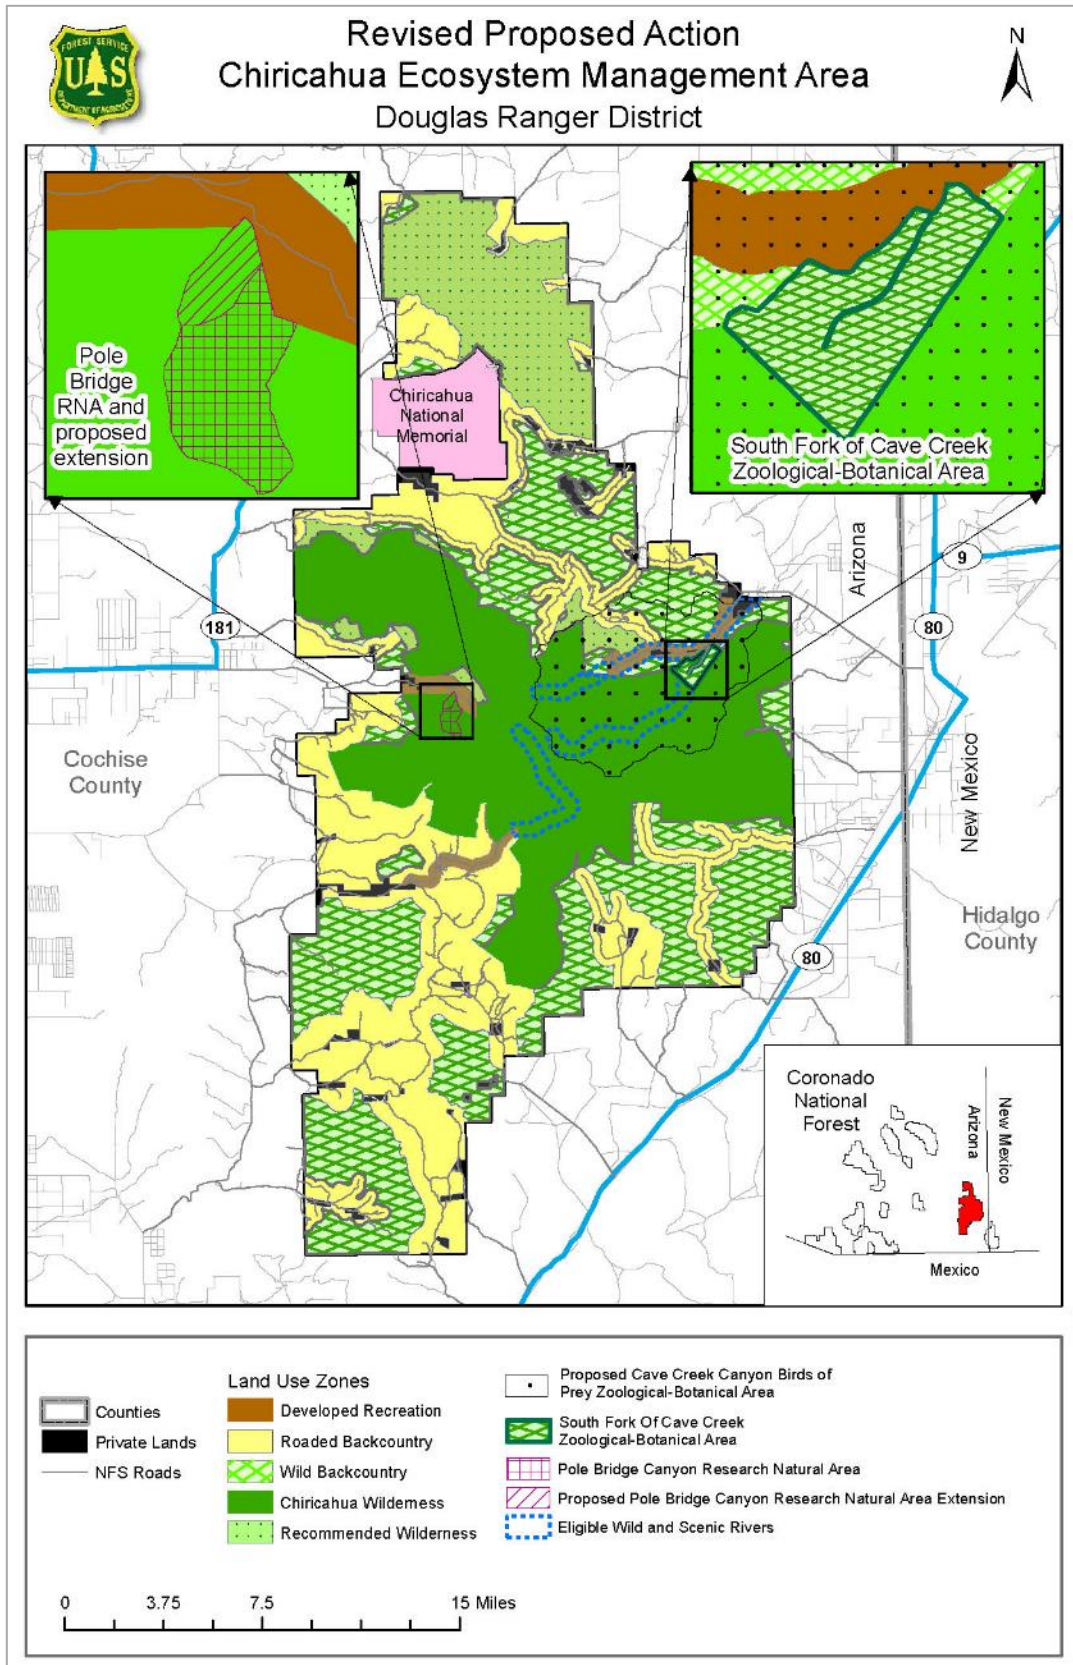 Revised Proposed Action
Chiricahua Ecosystem Management Area
Douglas Ranger District
FOREST SERVICE
U S
DEPARTMENT OF AGRICULTURE
N
Pole
Bridge
RNA and
proposed
extension
South Fork of Cave Creek
Zoological-Botanical Area
Chiricahua
National
Memorial
Arizona
9
181
80
Cochise
County
New Mexico
Hidalgo
County
80
Coronado
National
Forest
Arizona
New Mexico
Mexico
Counties
Private Lands
NFS Roads
Land Use Zones
Developed Recreation
Roaded Backcountry
Wild Backcountry
Chiricahua Wilderness
Recommended Wilderness
Proposed Cave Creek Canyon Birds of
Prey Zoological-Botanical Area
South Fork Of Cave Creek
Zoological-Botanical Area
Pole Bridge Canyon Research Natural Area
Proposed Pole Bridge Canyon Research Natural Area Extension
Eligible Wild and Scenic Rivers
0 3.75 7.5 15 Miles